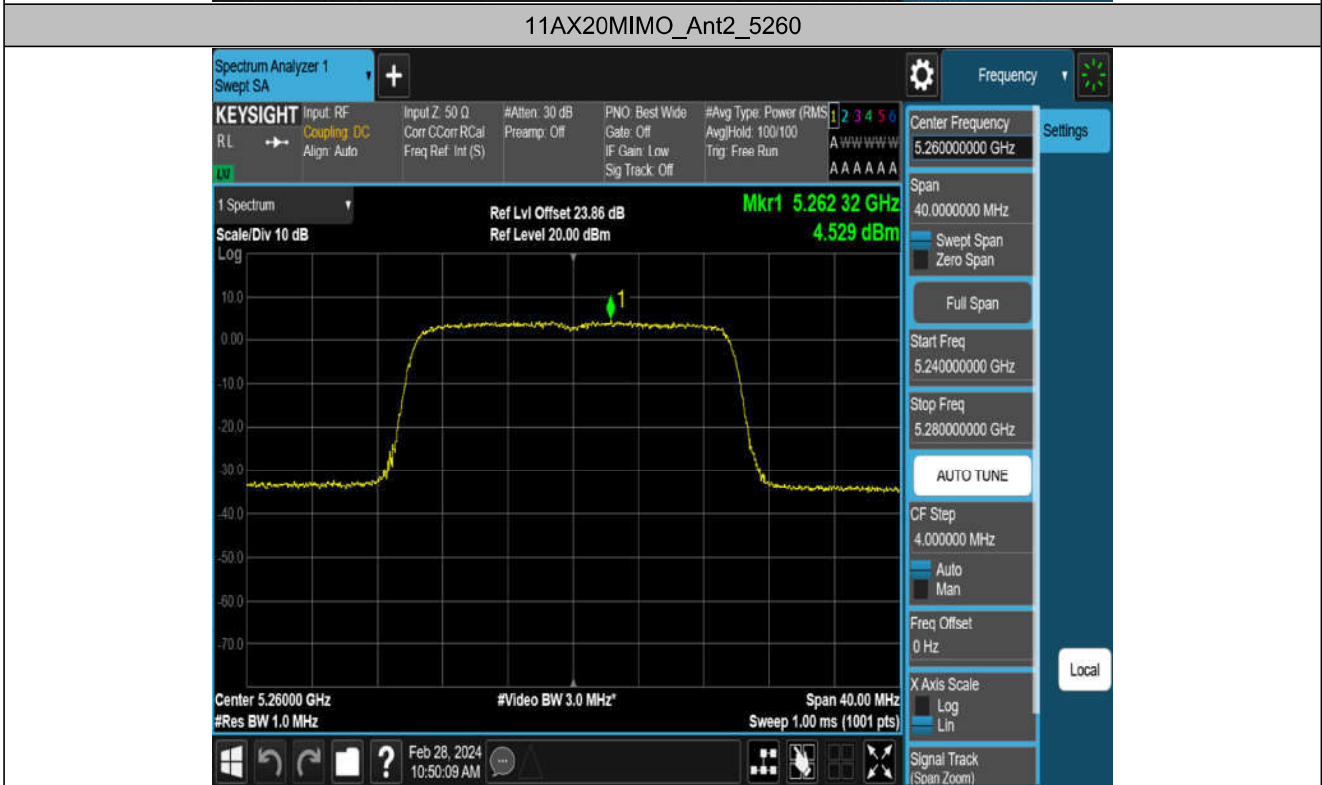 11AX20MIMO_Ant2_5260
Spectrum Analyzer 1
Swept SA
+
Frequency
KEYSIGHT
RL
LXI
Input: RF
Coupling: DC
Align: Auto
Input Z: 50 Ω
Corr CCorr RCal
Freq Ref: Int (S)
#Atten: 30 dB
Preamp: Off
PNO: Best Wide
Gate: Off
IF Gain: Low
Sig Track: Off
#Avg Type: Power (RMS
Avg|Hold: 100/100
Trig: Free Run
1 2 3 4 5 6
A W W W W W
A A A A A A
1 Spectrum
Scale/Div 10 dB
Log
Ref Lvl Offset 23.86 dB
Ref Level 20.00 dBm
Mkr1 5.262 32 GHz
4.529 dBm
1
10.0
0.00
-10.0
-20.0
-30.0
-40.0
-50.0
-60.0
-70.0
Center 5.26000 GHz
#Res BW 1.0 MHz
#Video BW 3.0 MHz*
Span 40.00 MHz
Sweep 1.00 ms (1001 pts)
?
Feb 28, 2024
10:50:09 AM
Center Frequency
5.260000000 GHz
Settings
Span
40.0000000 MHz
Swept Span
Zero Span
Full Span
Start Freq
5.240000000 GHz
Stop Freq
5.280000000 GHz
AUTO TUNE
CF Step
4.000000 MHz
Auto
Man
Freq Offset
0 Hz
Local
X Axis Scale
Log
Lin
Signal Track
(Span Zoom)